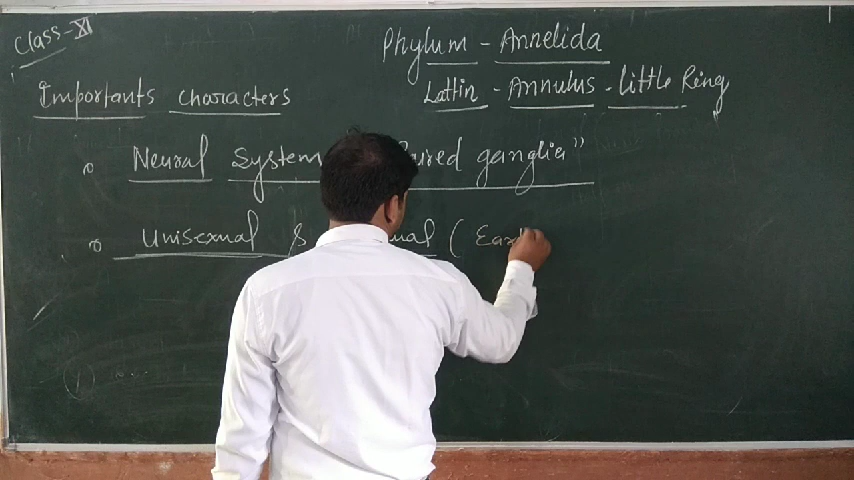 Class-XI
Phylum - Annelida
Importants characters
Lattin - Annulus - little Ring
Neural System ganglia"
Unisexual & (